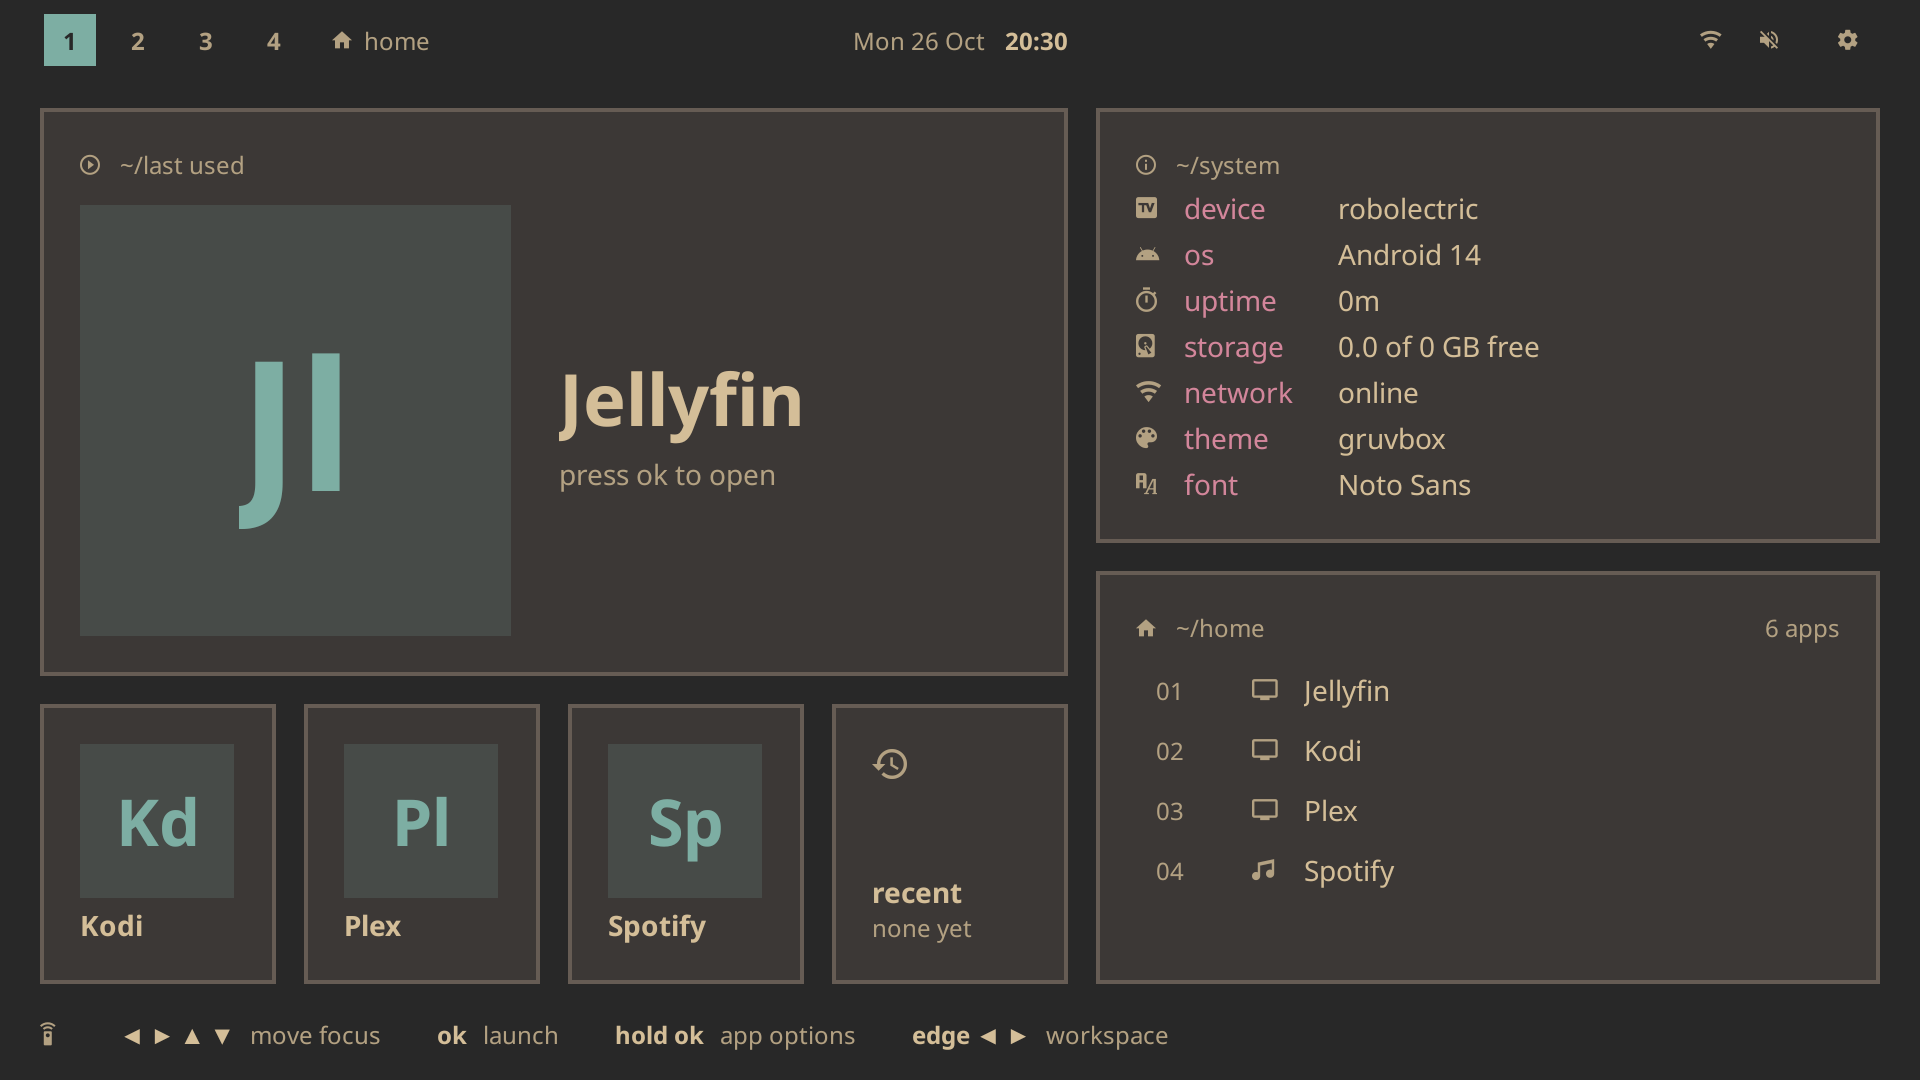 1 2 3 4 home Mon 26 Oct 20:30
~/last used
Jl
Jellyfin
press ok to open
~/system
device robolectric
os Android 14
uptime 0m
storage 0.0 of 0 GB free
network online
theme gruvbox
font Noto Sans
Kd
Kodi
Pl
Plex
Sp
Spotify
recent
none yet
~/home 6 apps
01 Jellyfin
02 Kodi
03 Plex
04 Spotify
◀ ▶ ▲ ▼ move focus ok launch hold ok app options edge ◀ ▶ workspace